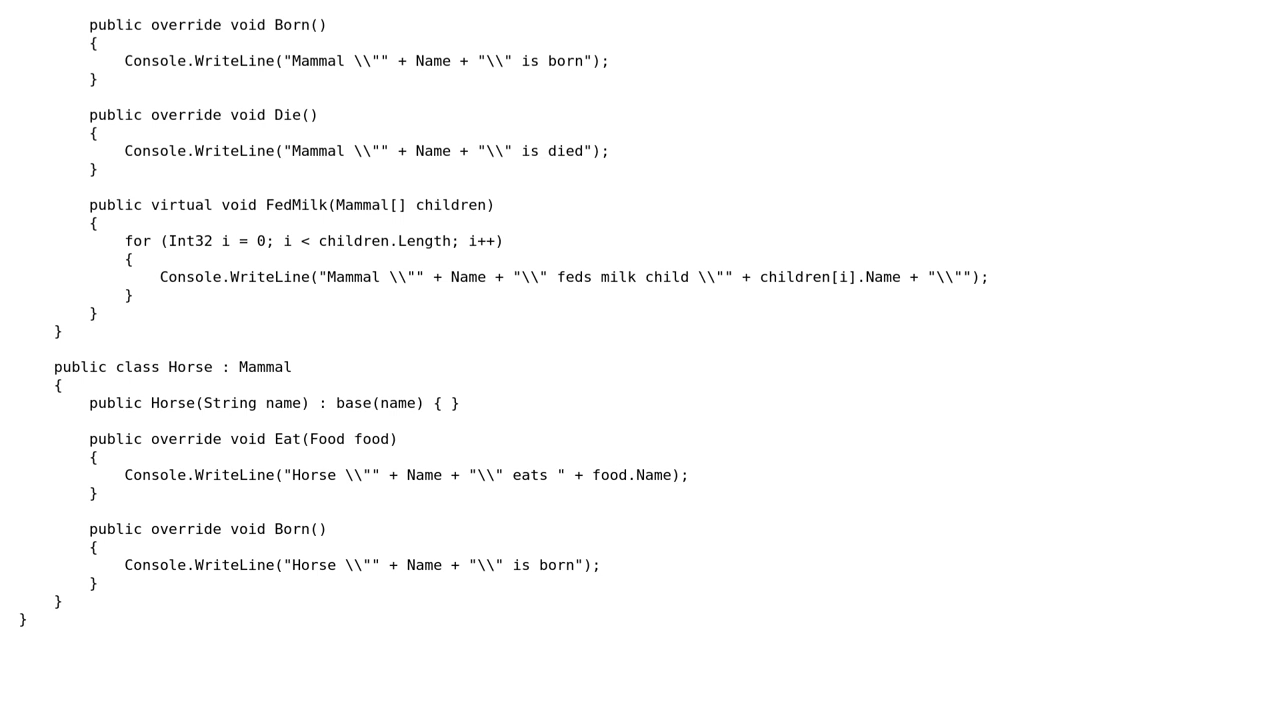 public override void Born()
        {
            Console.WriteLine("Mammal \\"" + Name + "\\" is born");
        }

        public override void Die()
        {
            Console.WriteLine("Mammal \\"" + Name + "\\" is died");
        }

        public virtual void FedMilk(Mammal[] children)
        {
            for (Int32 i = 0; i < children.Length; i++)
            {
                Console.WriteLine("Mammal \\"" + Name + "\\" feds milk child \\"" + children[i].Name + "\\"");
            }
        }
    }

    public class Horse : Mammal
    {
        public Horse(String name) : base(name) { }

        public override void Eat(Food food)
        {
            Console.WriteLine("Horse \\"" + Name + "\\" eats " + food.Name);
        }

        public override void Born()
        {
            Console.WriteLine("Horse \\"" + Name + "\\" is born");
        }
    }
}